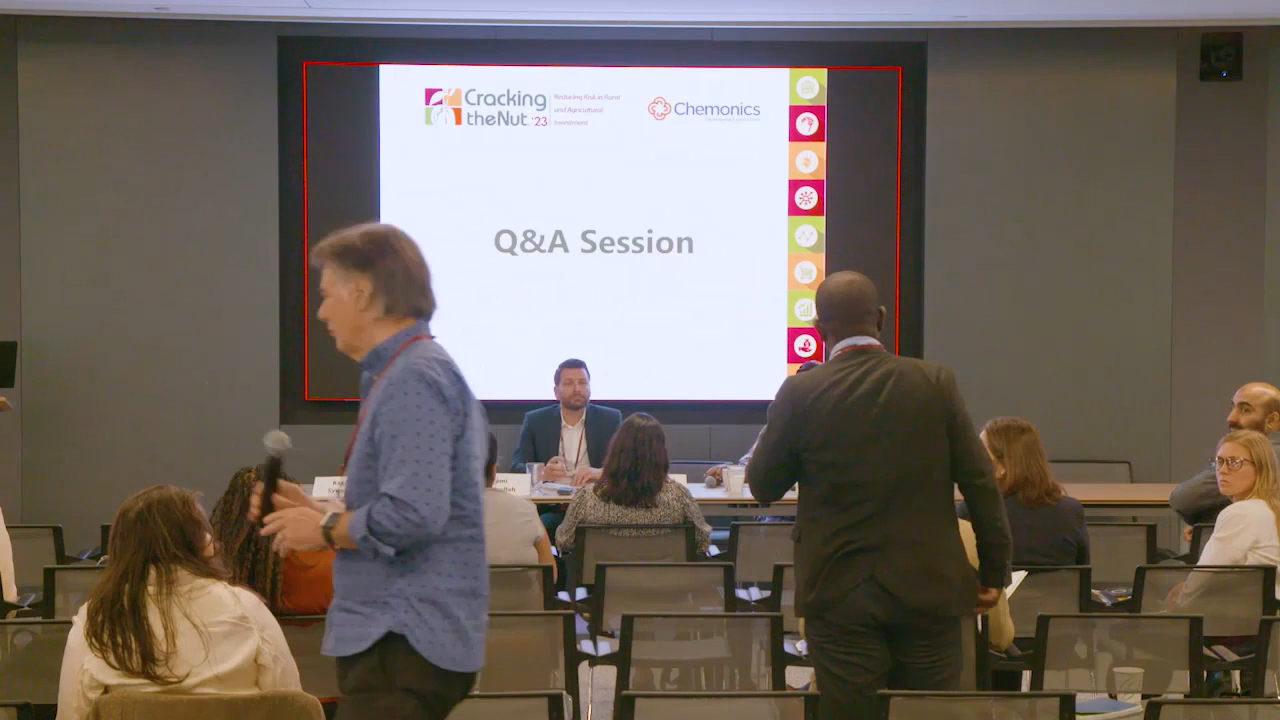 Cracking
theNut '23
Reducing Risk in Rural
and Agricultural
Investment
Chemonics
Q&A Session